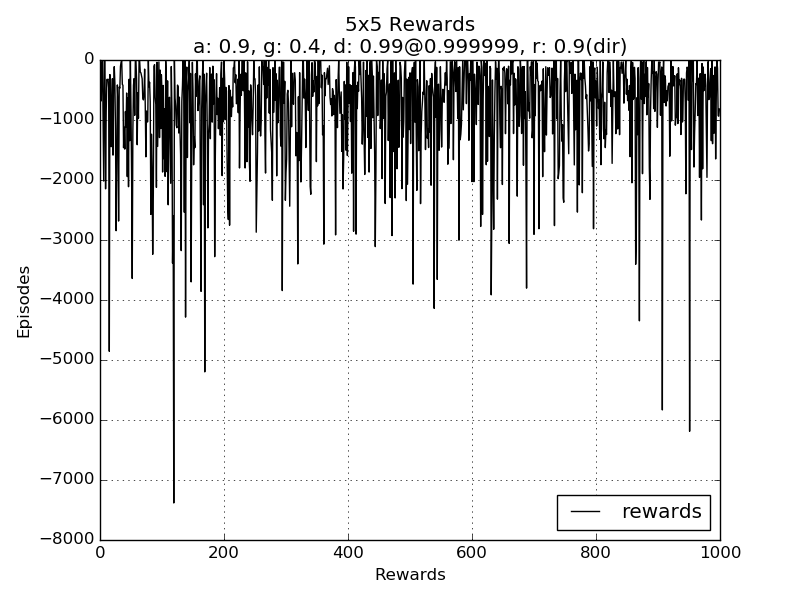 5x5 Rewards
a: 0.9, g: 0.4, d: 0.99@0.999999, r: 0.9(dir)
0
−1000
−2000
−3000
−4000
−5000
−6000
−7000
−8000
Episodes
rewards
0 200 400 600 800 1000
Rewards